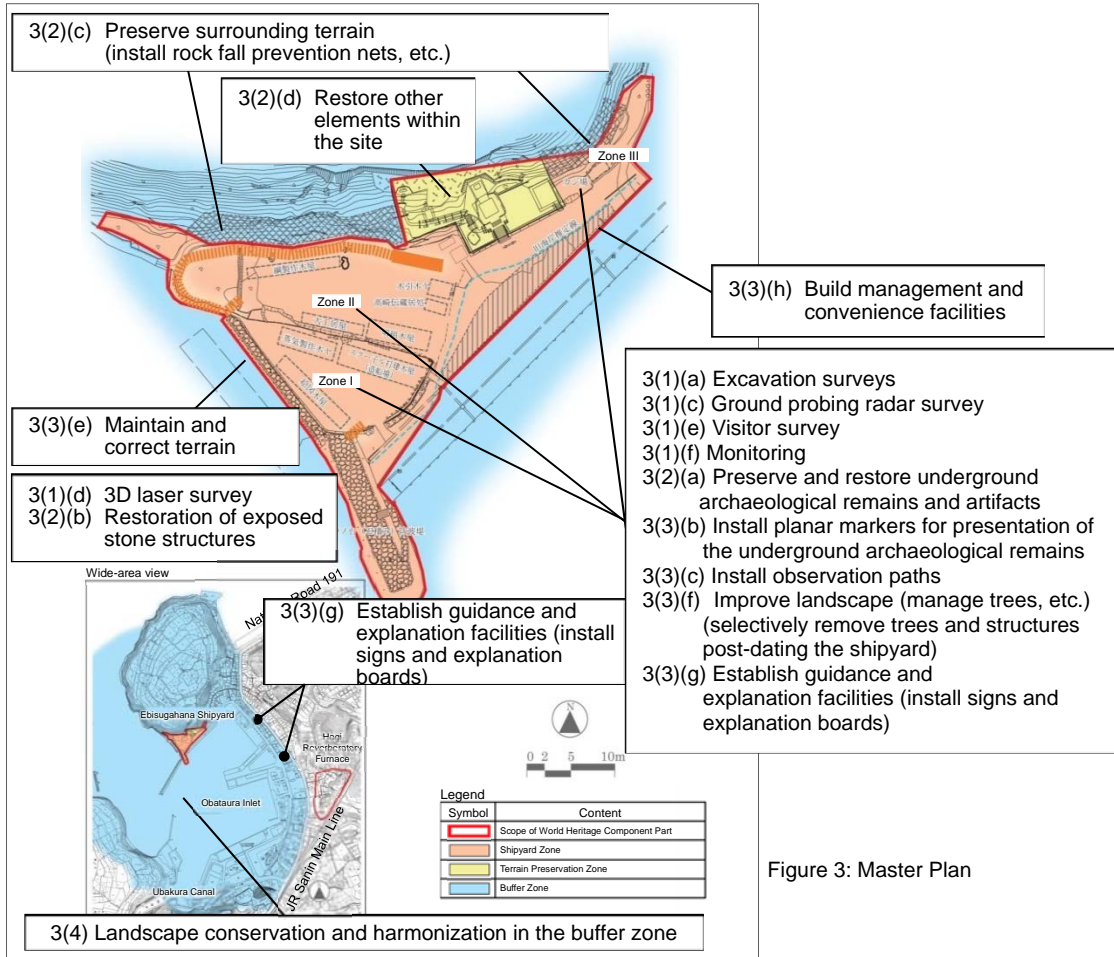 3(2)(c) Preserve surrounding terrain
(install rock fall prevention nets, etc.)
3(2)(d) Restore other
elements within
the site
Zone III
Zone II
Zone I
3(3)(h) Build management and
convenience facilities
3(3)(e) Maintain and
correct terrain
3(1)(d) 3D laser survey
3(2)(b) Restoration of exposed
stone structures
3(1)(a) Excavation surveys
3(1)(c) Ground probing radar survey
3(1)(e) Visitor survey
3(1)(f) Monitoring
3(2)(a) Preserve and restore underground
archaeological remains and artifacts
3(3)(b) Install planar markers for presentation of
the underground archaeological remains
3(3)(c) Install observation paths
3(3)(f) Improve landscape (manage trees, etc.)
(selectively remove trees and structures
post-dating the shipyard)
3(3)(g) Establish guidance and
explanation facilities (install signs and
explanation boards)
Wide-area view
Road 191
3(3)(g) Establish guidance and
explanation facilities (install
signs and explanation
boards)
Ebisugahana Shipyard
Hagi
Reverberatory
Furnace
Obataura Inlet
JR Sanin Main Line
Ubakura Canal
0 2 5 10m
Legend
Symbol Content
Scope of World Heritage Component Part
Shipyard Zone
Terrain Preservation Zone
Buffer Zone
Figure 3: Master Plan
3(4) Landscape conservation and harmonization in the buffer zone